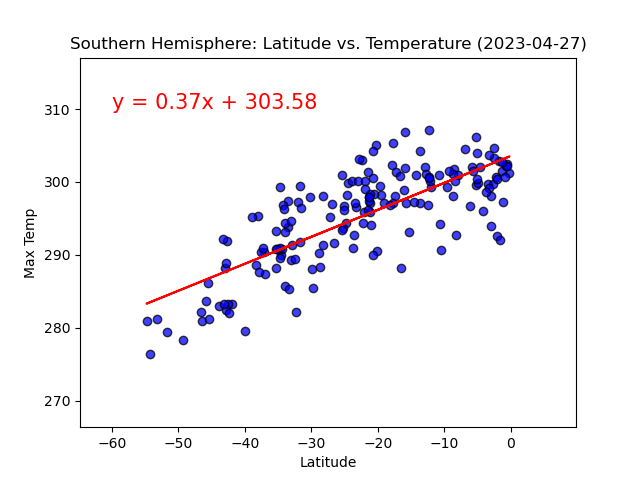 Southern Hemisphere: Latitude vs. Temperature (2023-04-27)
y = 0.37x + 303.58
310
300
290
280
270
Max Temp
−60 −50 −40 −30 −20 −10 0
Latitude